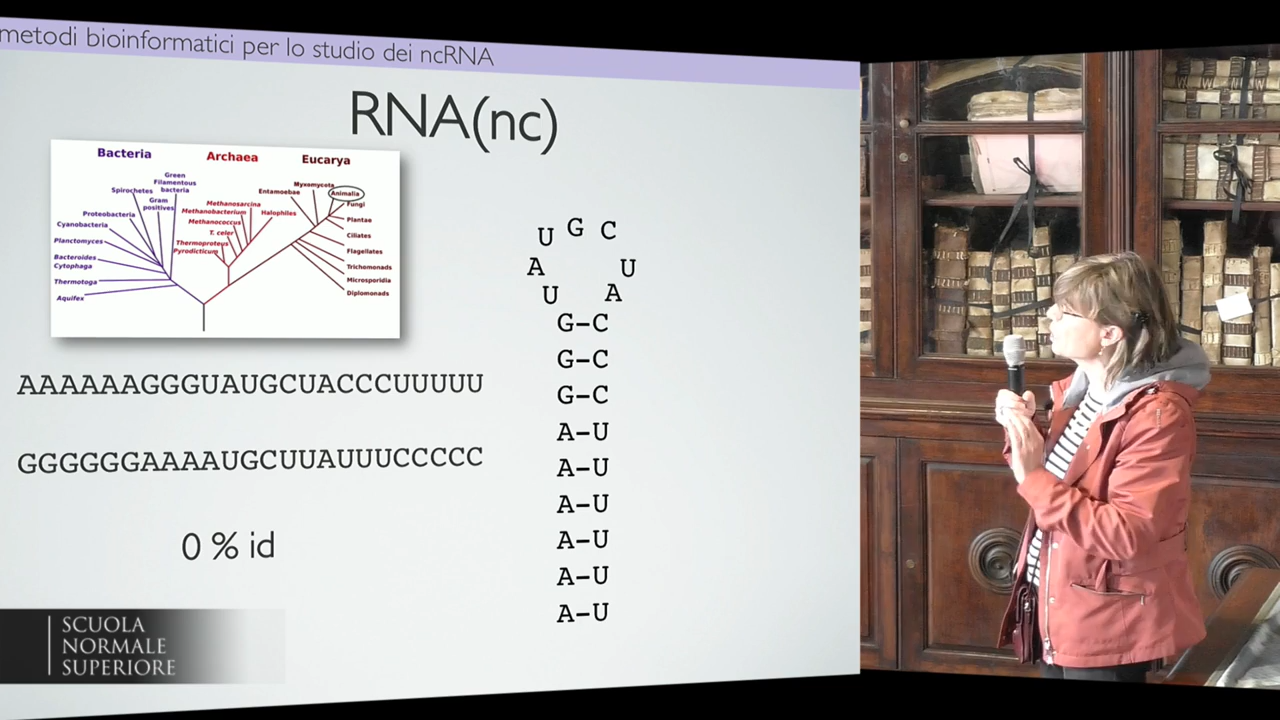 metodi bioinformatici per lo studio dei ncRNA
RNA(nc)
Bacteria
Archaea
Eucarya
Green
Filamentous
bacteria
Spirochetes
Gram
positives
Proteobacteria
Cyanobacteria
Planctomyces
Bacteroides
Cytophaga
Thermotoga
Aquifex
Methanosarcina
Methanobacterium
Halophiles
Methanococcus
T. celer
Thermoproteus
Pyrodicticum
Entamoebae
Myxomycota
Animalia
Fungi
Plantae
Ciliates
Flagellates
Trichomonads
Microsporidia
Diplomonads
AAAAAAGGGUAUGCUACCCUUUUU
GGGGGGAAAAUGCUUAUUUCCCCC
0 % id
U G C
A U
U A
G-C
G-C
G-C
A-U
A-U
A-U
A-U
A-U
A-U
SCUOLA
NORMALE
SUPERIORE